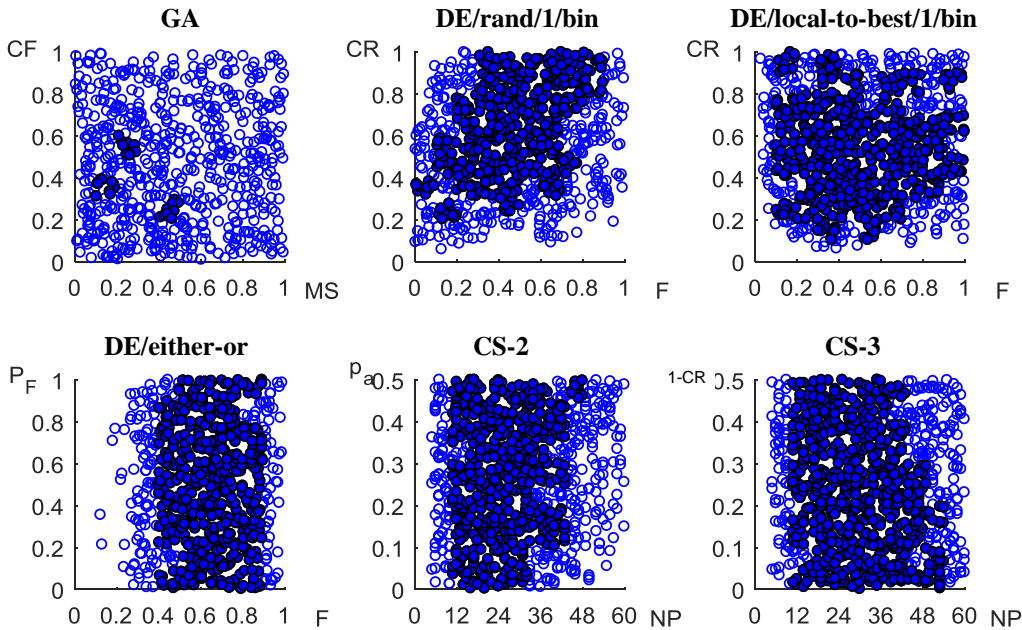 GA DE/rand/1/bin DE/local-to-best/1/bin
CF 1 CR 1 CR 1
0.8 0.8 0.8
0.6 0.6 0.6
0.4 0.4 0.4
0.2 0.2 0.2
0 0 0
0 0.2 0.4 0.6 0.8 1 MS 0 0.2 0.4 0.6 0.8 1 F 0 0.2 0.4 0.6 0.8 1 F
DE/either-or CS-2 CS-3
P_F 1 p_a 0.5 1-CR 0.5
0.8 0.4 0.4
0.6 0.3 0.3
0.4 0.2 0.2
0.2 0.1 0.1
0 0 0
0 0.2 0.4 0.6 0.8 1 F 0 12 24 36 48 60 NP 0 12 24 36 48 60 NP